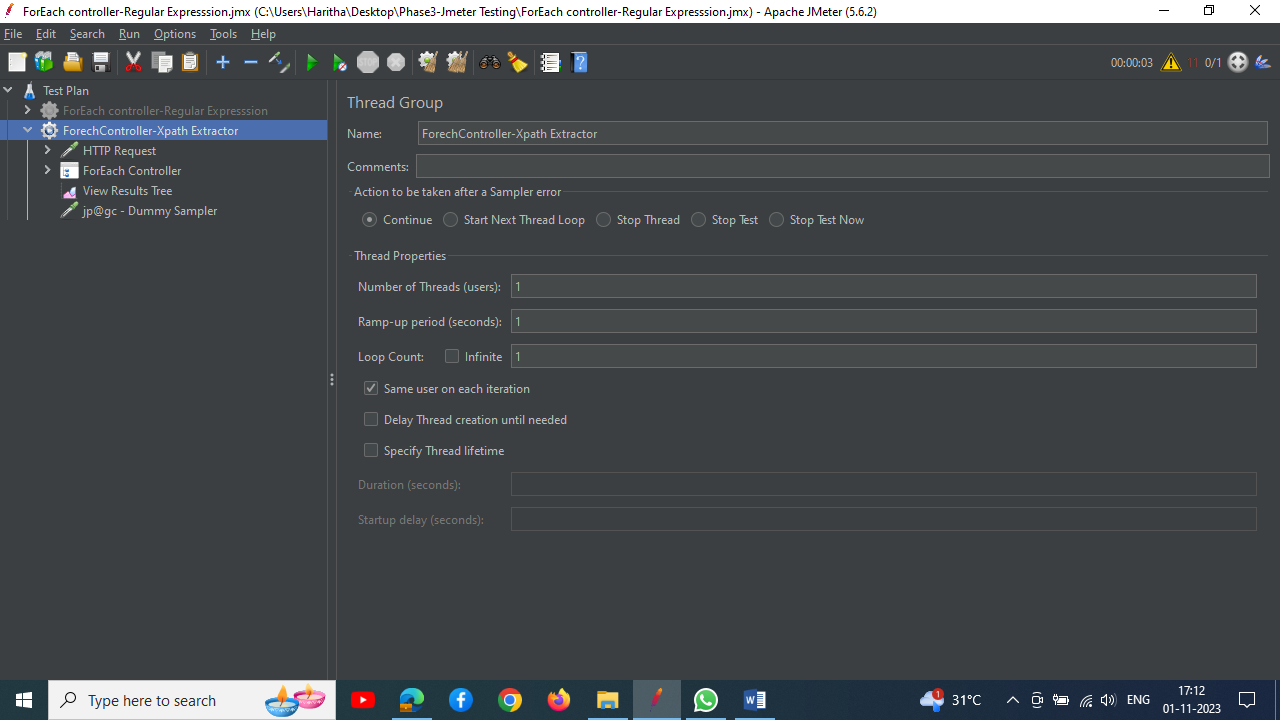 ForEach controller-Regular Expresssion.jmx (C:\Users\Haritha\Desktop\Phase3-Jmeter Testing\ForEach controller-Regular Expresssion.jmx) - Apache JMeter (5.6.2)
File Edit Search Run Options Tools Help
STOP
00:00:03 11 0/1
Test Plan
ForEach controller-Regular Expresssion
ForechController-Xpath Extractor
HTTP Request
ForEach Controller
View Results Tree
jp@gc - Dummy Sampler
Thread Group
Name: ForechController-Xpath Extractor
Comments:
Action to be taken after a Sampler error
Continue Start Next Thread Loop Stop Thread Stop Test Stop Test Now
Thread Properties
Number of Threads (users): 1
Ramp-up period (seconds): 1
Loop Count: Infinite 1
Same user on each iteration
Delay Thread creation until needed
Specify Thread lifetime
Duration (seconds):
Startup delay (seconds):
Type here to search
1
31°C
ENG
17:12
01-11-2023